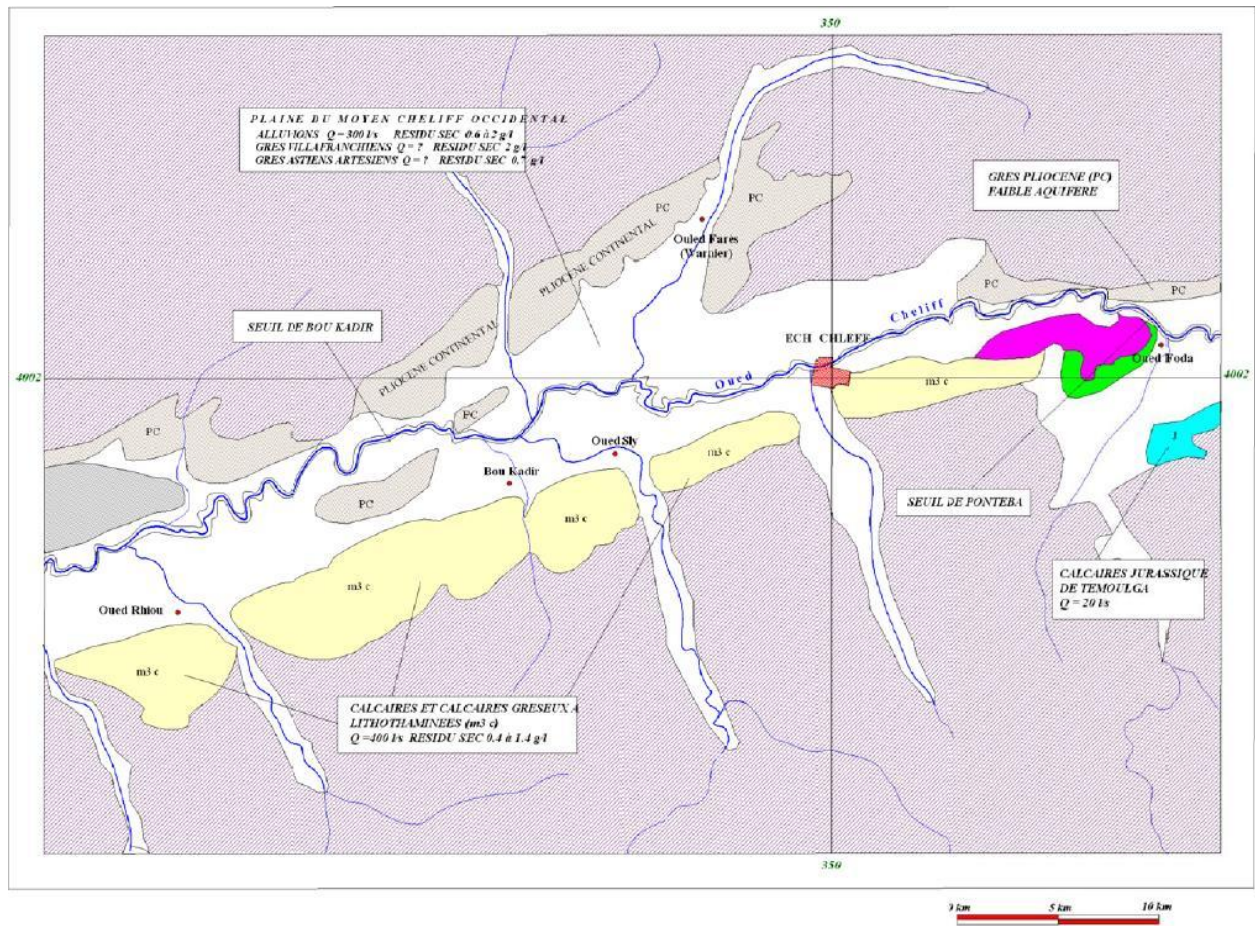 350
PLAINE DU MOYEN CHELIFF OCCIDENTAL
ALLUVIONS Q = 300 l/s RESIDU SEC 0.6 à 2 g/l
GRES VILLAFRANCHIENS Q = ? RESIDU SEC 2 g/l
GRES ASTIENS ARTESIENS Q = ? RESIDU SEC 0.7 g/l
GRES PLIOCENE (PC)
FAIBLE AQUIFERE
PC
PC
Ouled Fares
(Warnier)
PLIOCENE CONTINENTAL
PC
PC
SEUIL DE BOU KADIR
Cheliff
ECH CHLEFF
Oued Foda
PLIOCENE CONTINENTAL
4002
Oued
m3 c
4002
PC
PC
J
Oued Sly
m3 c
Bou Kadir
PC
SEUIL DE PONTEBA
m3 c
CALCAIRES JURASSIQUE
DE TEMOULGA
Q = 20 l/s
m3 c
Oued Rhiou
m3 c
CALCAIRES ET CALCAIRES GRESEUX A
LITHOTHAMINEES (m3 c)
Q =400 l/s RESIDU SEC 0.4 à 1.4 g/l
350
0 km 5 km 10 km